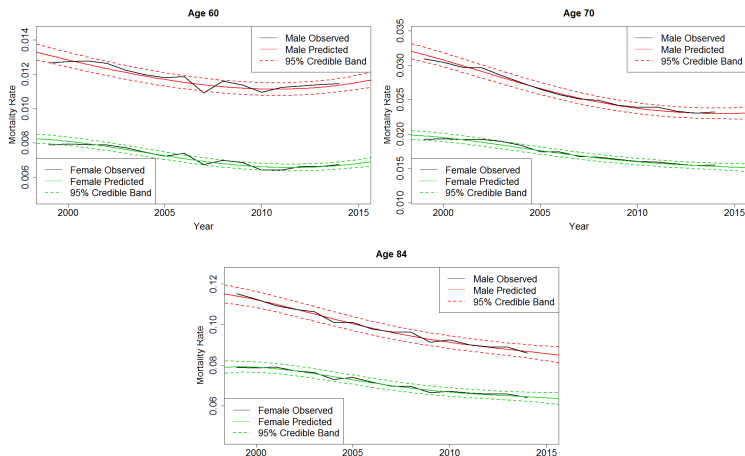 Age 60
0.014
0.012
0.010
0.008
0.006
Mortality Rate
Male Observed
Male Predicted
95% Credible Band
Female Observed
Female Predicted
95% Credible Band
2000
2005
2010
2015
Year
Age 70
0.035
0.030
0.025
0.020
0.015
0.010
Mortality Rate
Male Observed
Male Predicted
95% Credible Band
Female Observed
Female Predicted
95% Credible Band
2000
2005
2010
2015
Year
Age 84
0.12
0.10
0.08
0.06
Mortality Rate
Male Observed
Male Predicted
95% Credible Band
Female Observed
Female Predicted
95% Credible Band
2000
2005
2010
2015